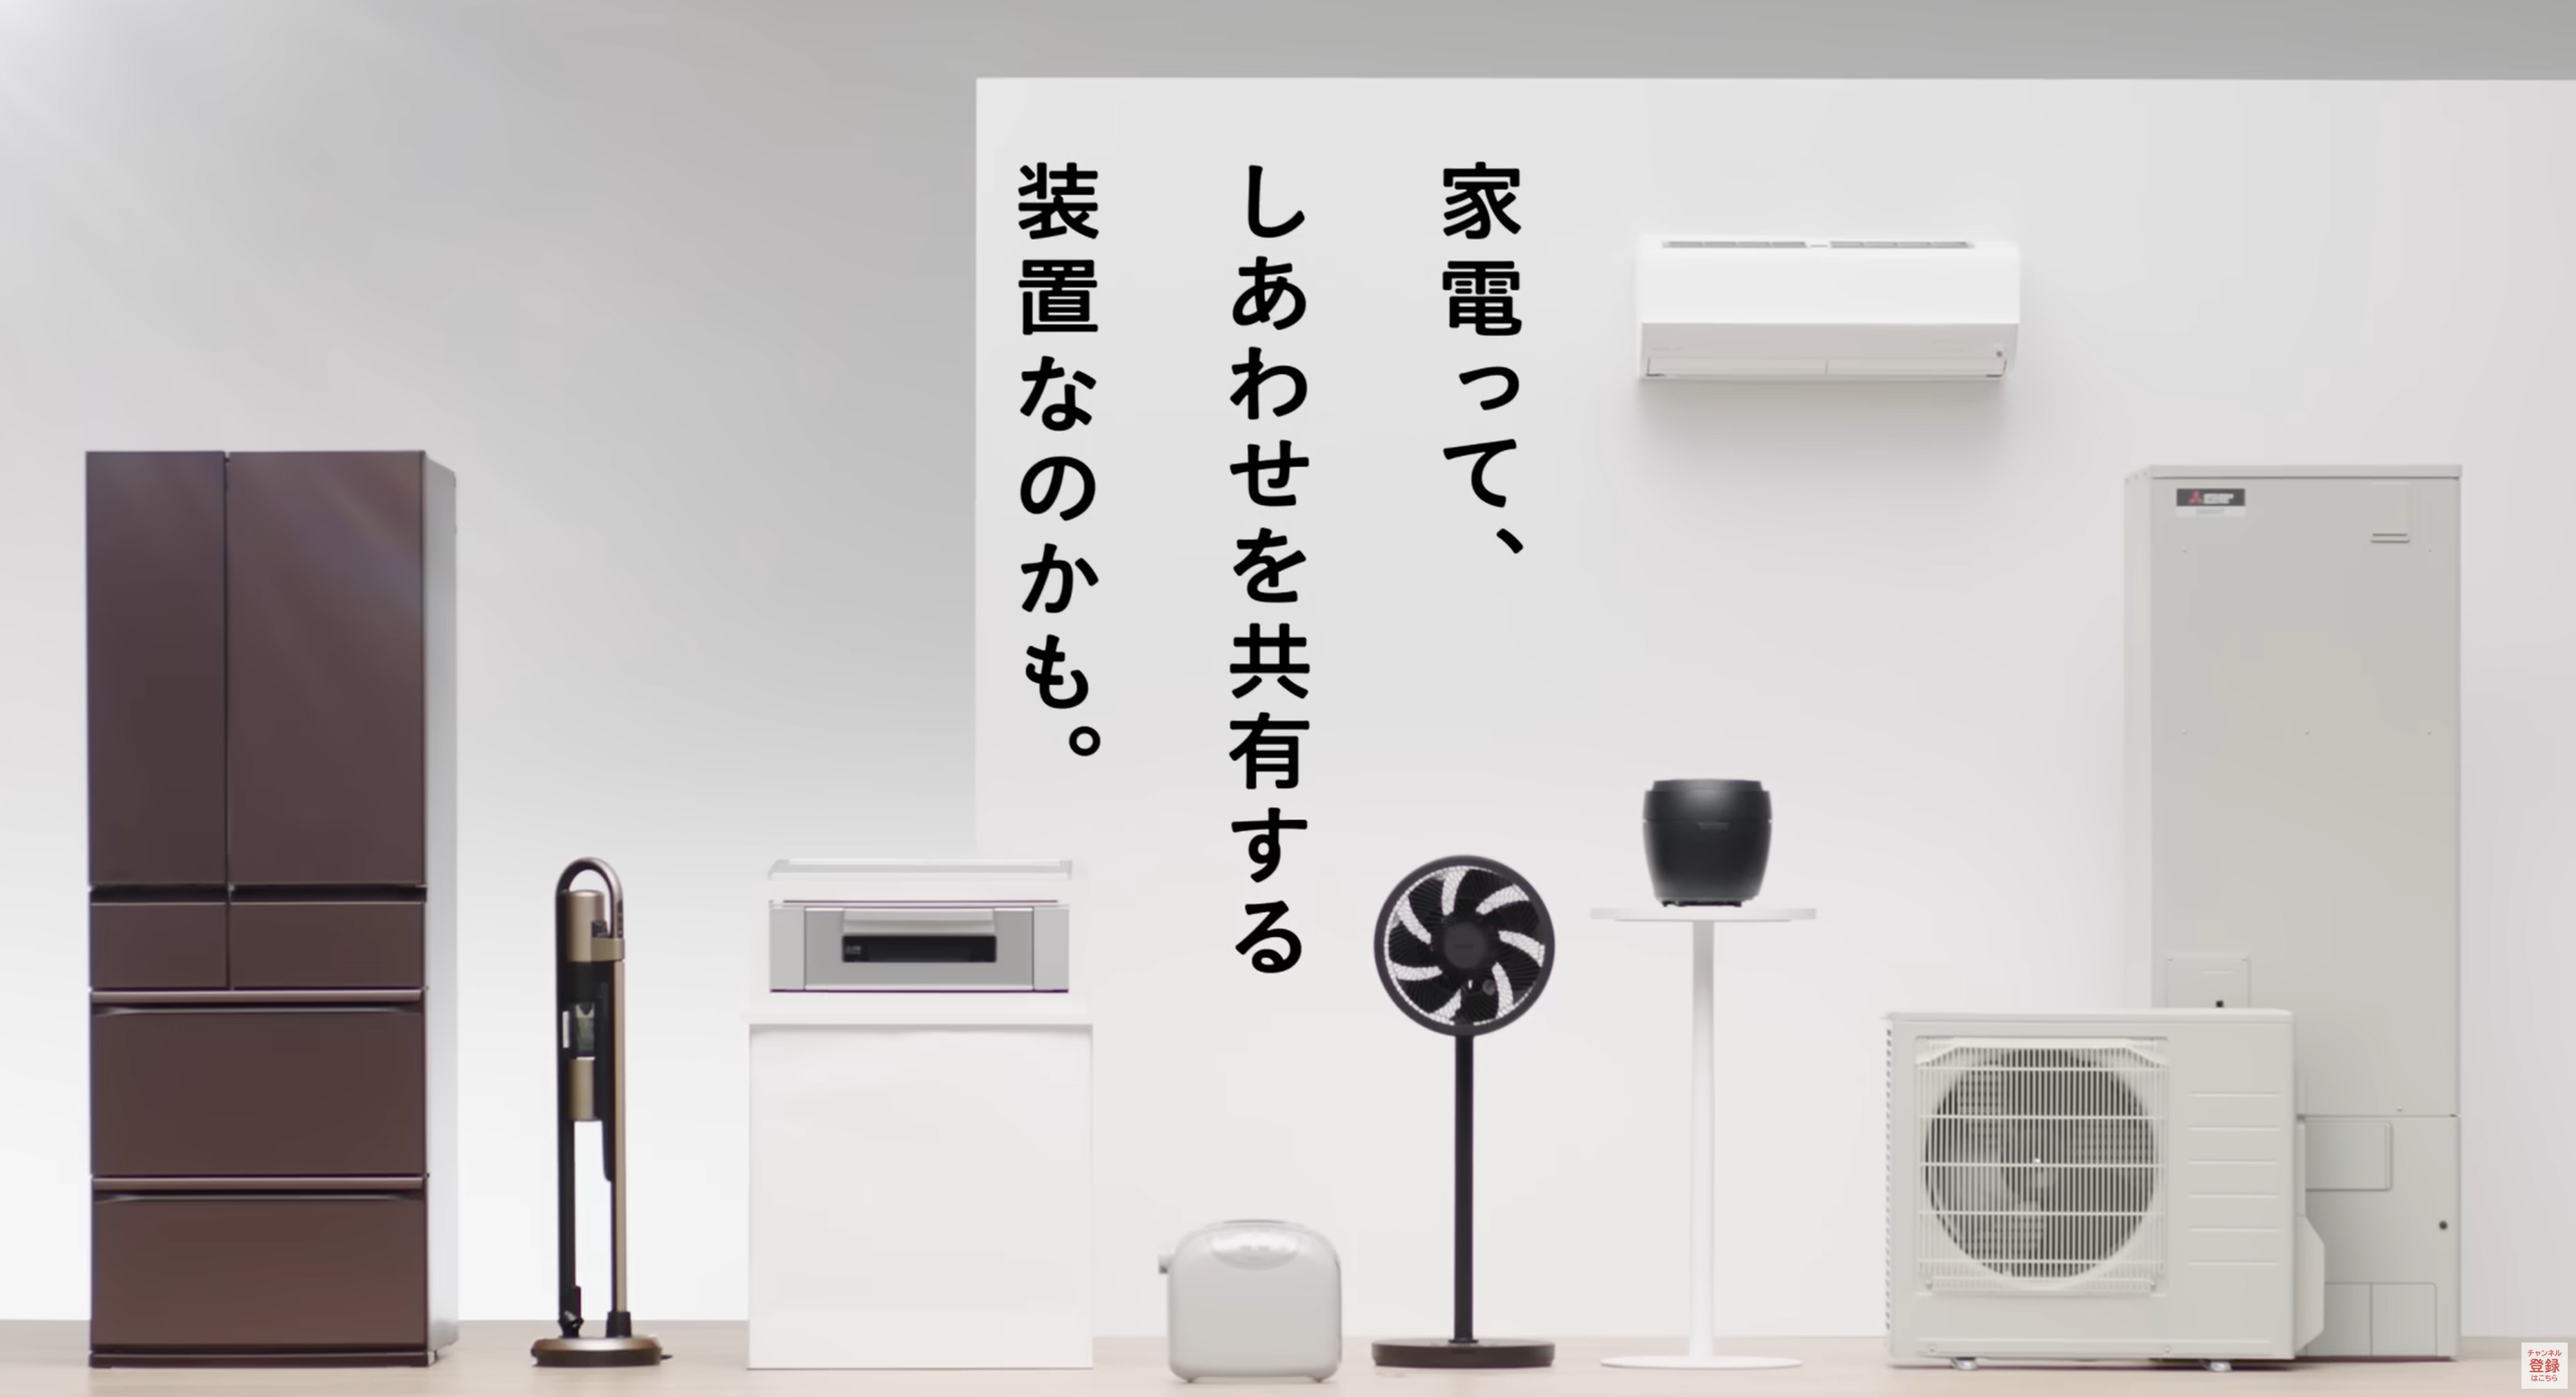 家電って、
しあわせを共有する
装置なのかも。
チャンネル
登録
はこちら